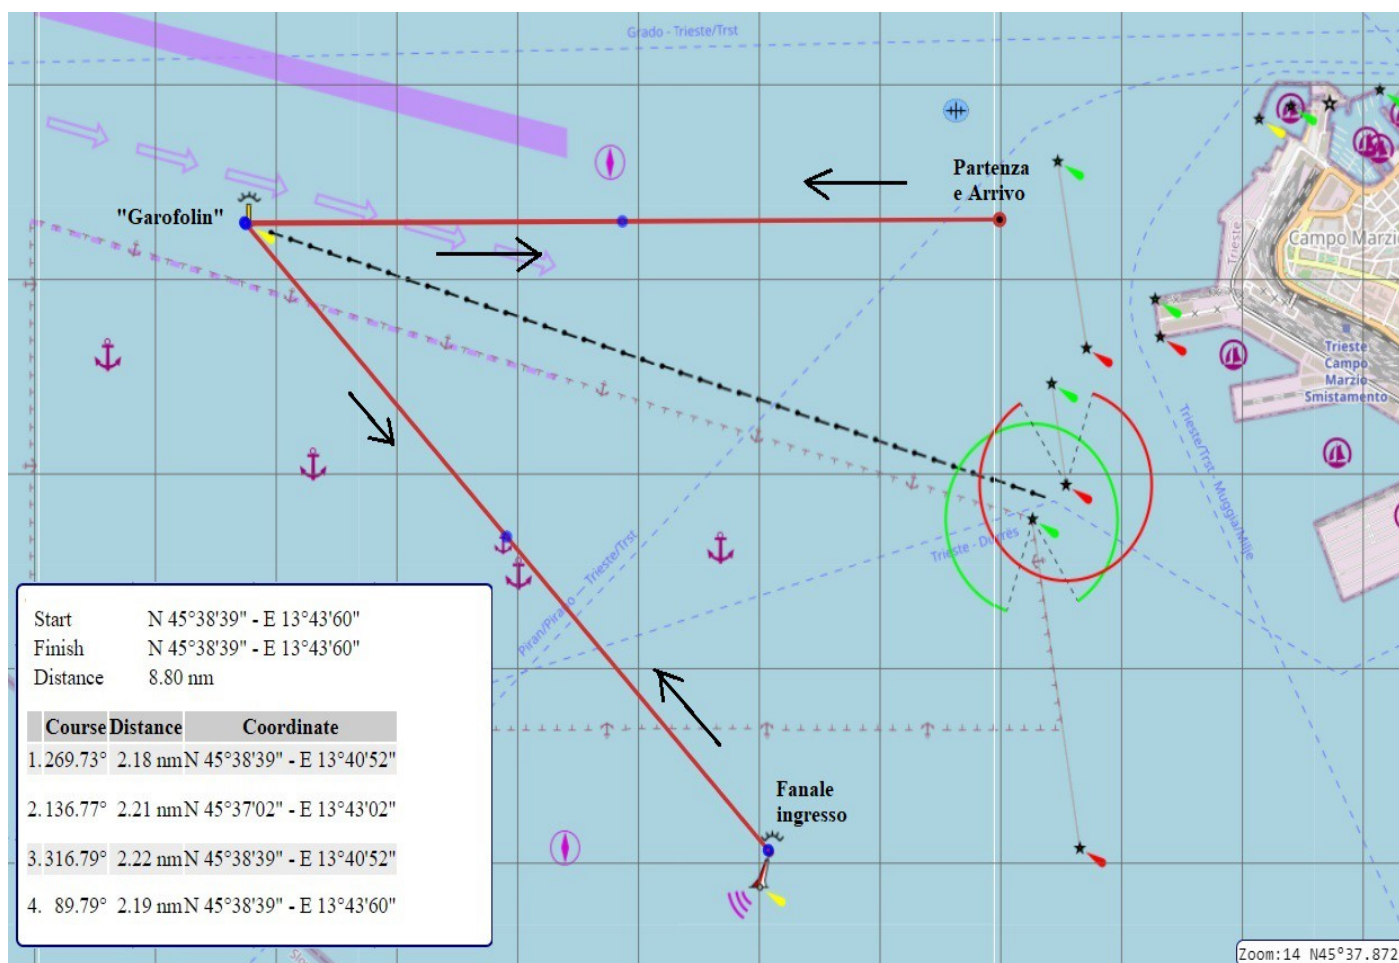 Grado - Trieste/Trst
Partenza
e Arrivo
"Garofolin"
Trieste
Campo Marzio
Trieste
Campo
Marzio
Smistamento
Trieste/Trst - Muggia/Milje
Trieste - Durrës
Piran/Pirano - Trieste/Trst
Start N 45°38'39" - E 13°43'60"
Finish N 45°38'39" - E 13°43'60"
Distance 8.80 nm
Course Distance Coordinate
1. 269.73° 2.18 nm N 45°38'39" - E 13°40'52"
2. 136.77° 2.21 nm N 45°37'02" - E 13°43'02"
3. 316.79° 2.22 nm N 45°38'39" - E 13°40'52"
4. 89.79° 2.19 nm N 45°38'39" - E 13°43'60"
Fanale
ingresso
Zoom:14 N45°37.872